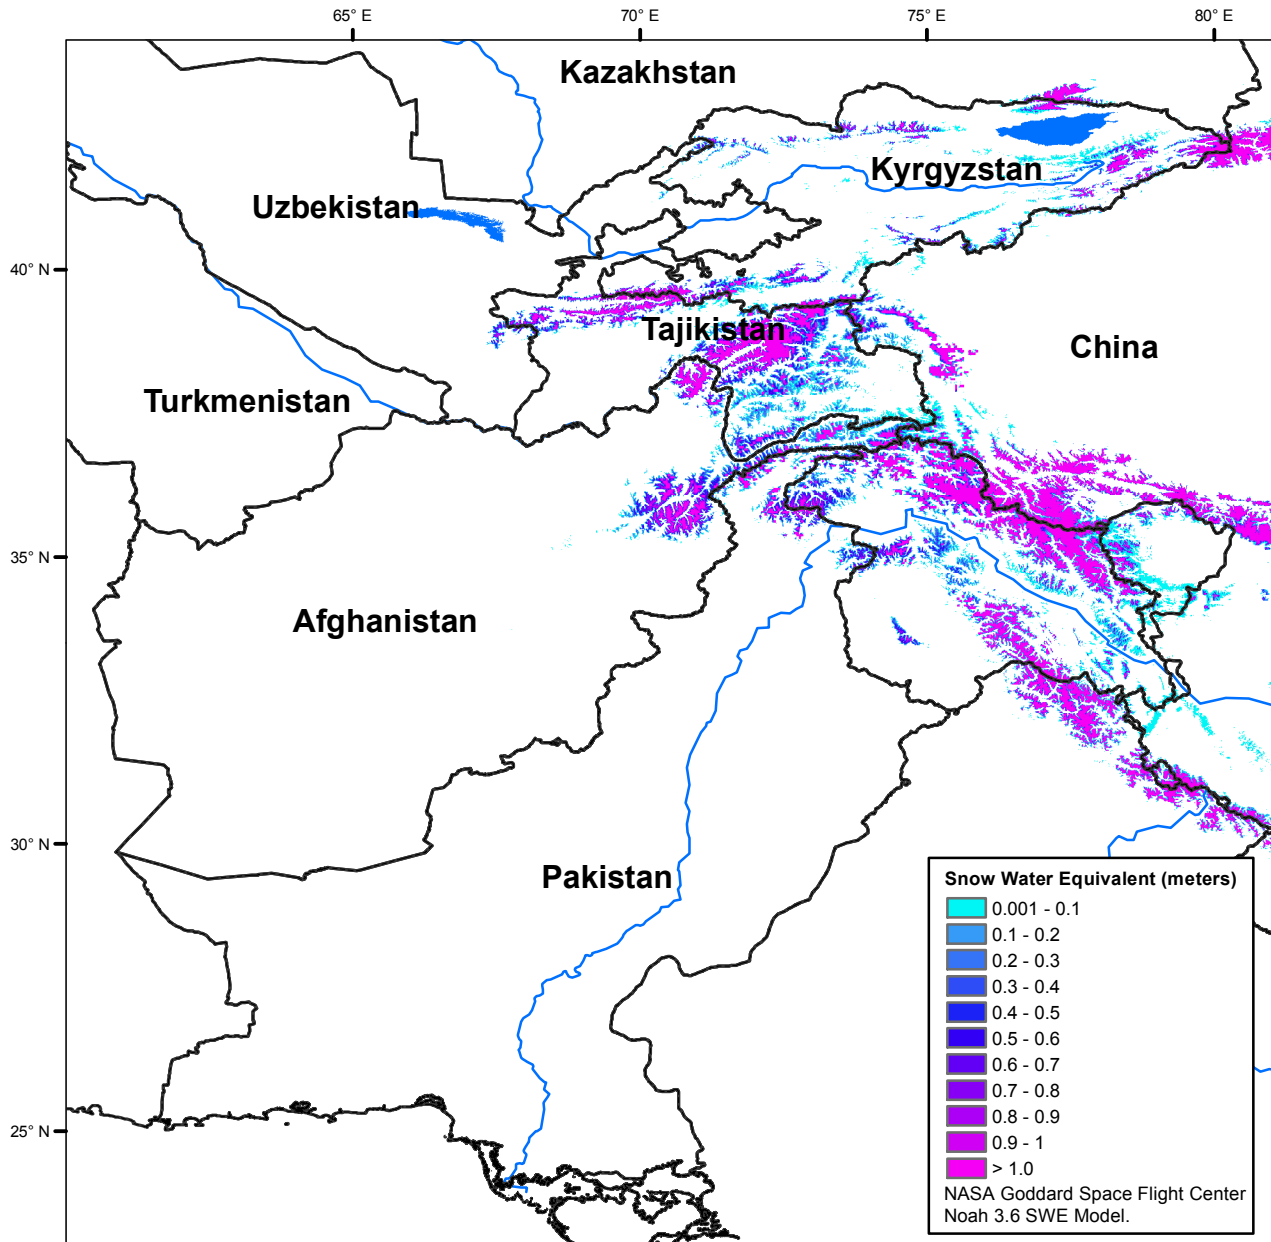 65° E
70° E
75° E
80° E
Kazakhstan
Kyrgyzstan
Uzbekistan
40° N
Tajikistan
China
Turkmenistan
35° N
Afghanistan
30° N
Pakistan
25° N
Snow Water Equivalent (meters)
0.001 - 0.1
0.1 - 0.2
0.2 - 0.3
0.3 - 0.4
0.4 - 0.5
0.5 - 0.6
0.6 - 0.7
0.7 - 0.8
0.8 - 0.9
0.9 - 1
> 1.0
NASA Goddard Space Flight Center
Noah 3.6 SWE Model.